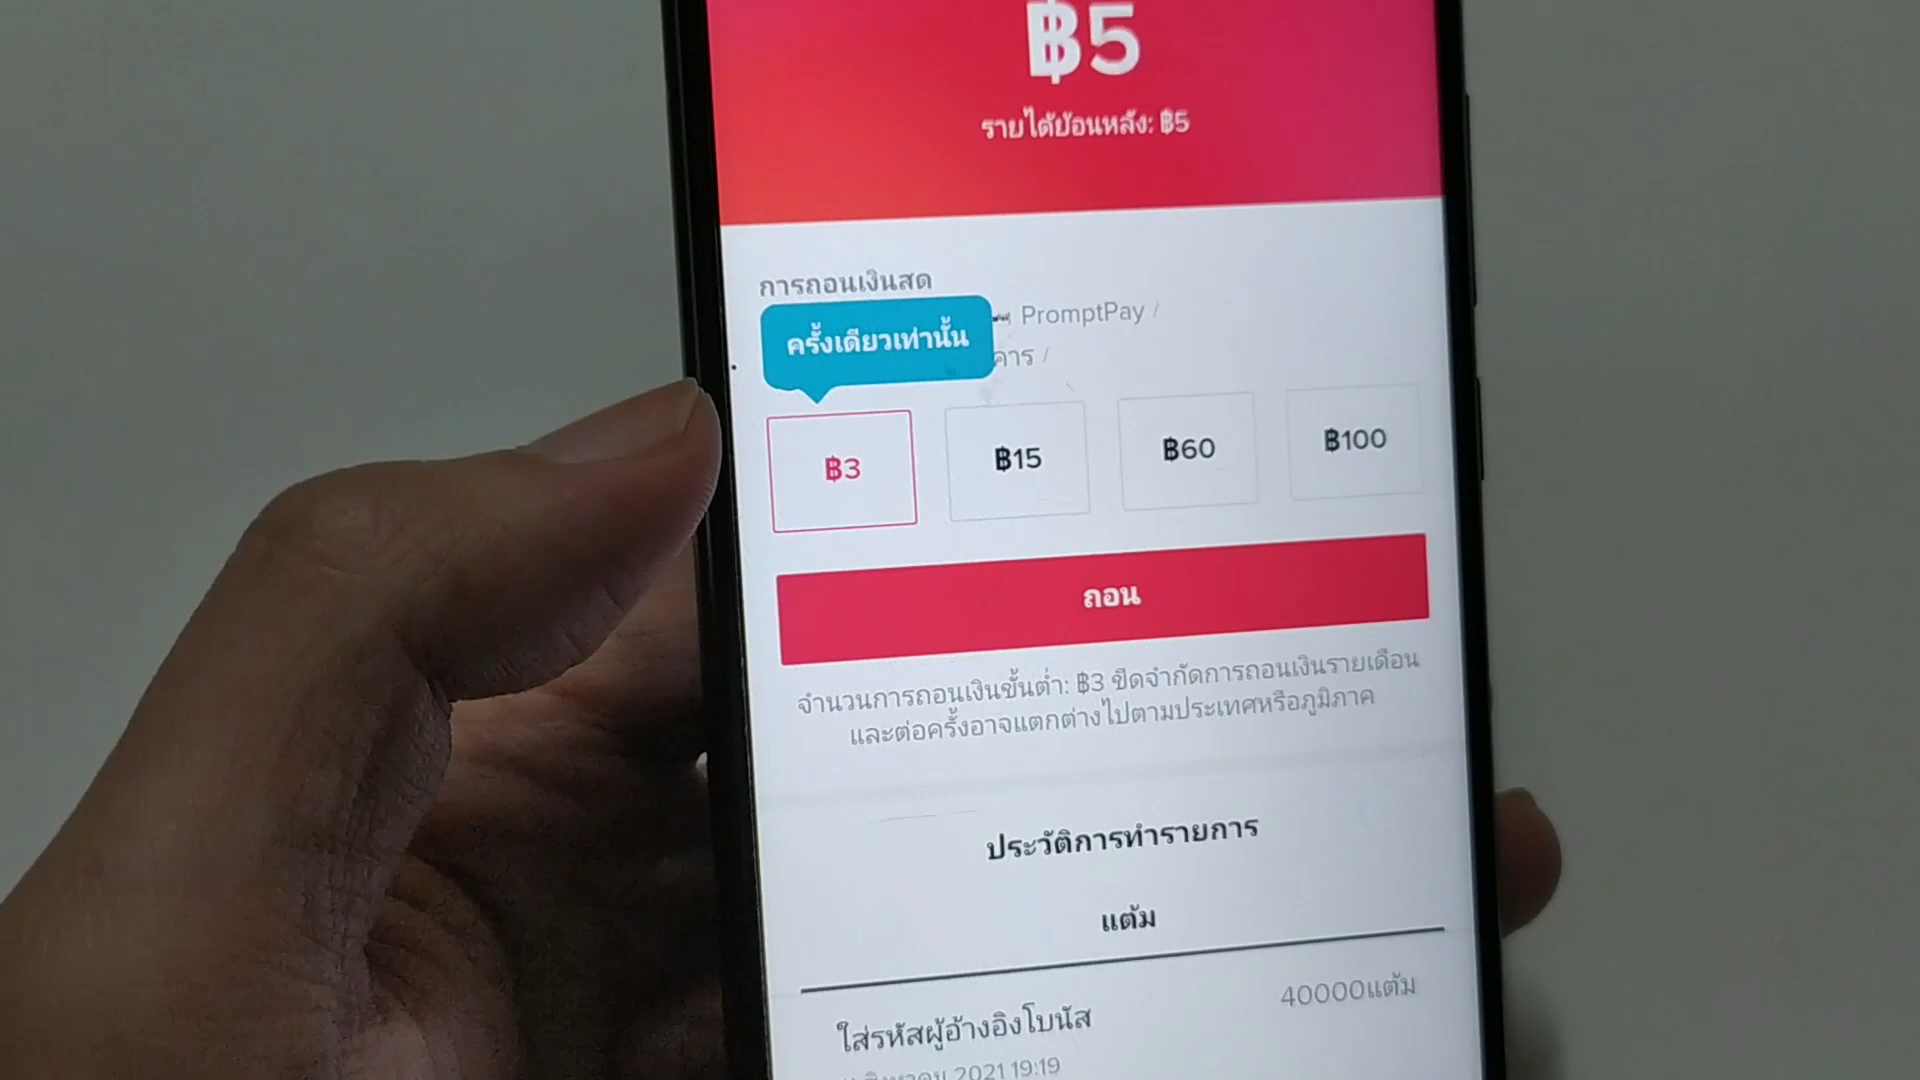 ฿5
รายได้ย้อนหลัง: ฿5
การถอนเงินสด
PromptPay /
ครั้งเดียวเท่านั้น
คาร /
฿3
฿15
฿60
฿100
ถอน
จำนวนการถอนเงินขั้นต่ำ: ฿3 ขีดจำกัดการถอนเงินรายเดือน
และต่อครั้งอาจแตกต่างไปตามประเทศหรือภูมิภาค
ประวัติการทำรายการ
แต้ม
ใส่รหัสผู้อ้างอิงโบนัส
40000แต้ม
สิงหาคม 2021 19:19